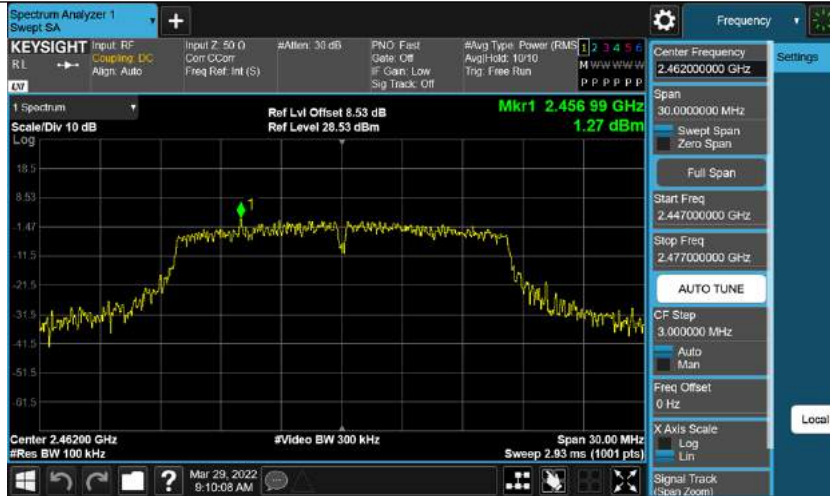 Spectrum Analyzer 1
Swept SA
+
Frequency
KEYSIGHT
RL
Input: RF
Coupling: DC
Align: Auto
Input Z: 50 Ω
Corr CCorr
Freq Ref: Int (S)
#Atten: 30 dB
PNO: Fast
Gate: Off
IF Gain: Low
Sig Track: Off
#Avg Type: Power (RMS
Avg|Hold: 10/10
Trig: Free Run
1 2 3 4 5 6
M W W W W W
P P P P P P
LXI
1 Spectrum
Scale/Div 10 dB
Log
Ref Lvl Offset 8.53 dB
Ref Level 28.53 dBm
Mkr1 2.456 99 GHz
1.27 dBm
18.5
8.53
-1.47
-11.5
-21.5
-31.5
-41.5
-51.5
-61.5
1
Center 2.46200 GHz
#Res BW 100 kHz
#Video BW 300 kHz
Span 30.00 MHz
Sweep 2.93 ms (1001 pts)
?
Mar 29, 2022
9:10:08 AM
Center Frequency
2.462000000 GHz
Settings
Span
30.0000000 MHz
Swept Span
Zero Span
Full Span
Start Freq
2.447000000 GHz
Stop Freq
2.477000000 GHz
AUTO TUNE
CF Step
3.000000 MHz
Auto
Man
Freq Offset
0 Hz
Local
X Axis Scale
Log
Lin
Signal Track
(Span Zoom)